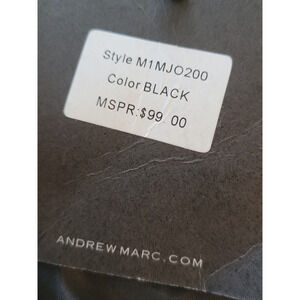 Style M1MJO200
Color BLACK
MSPR:$99.00
ANDREWMARC.COM